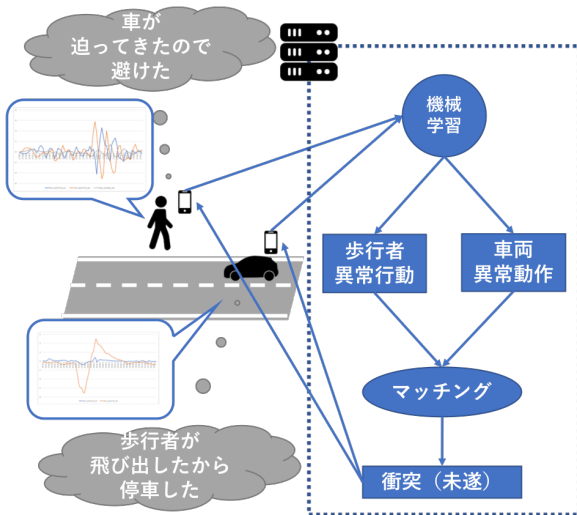 車が
迫ってきたので
避けた
機械
学習
歩行者
異常行動
車両
異常動作
マッチング
歩行者が
飛び出したから
停車した
衝突（未遂）